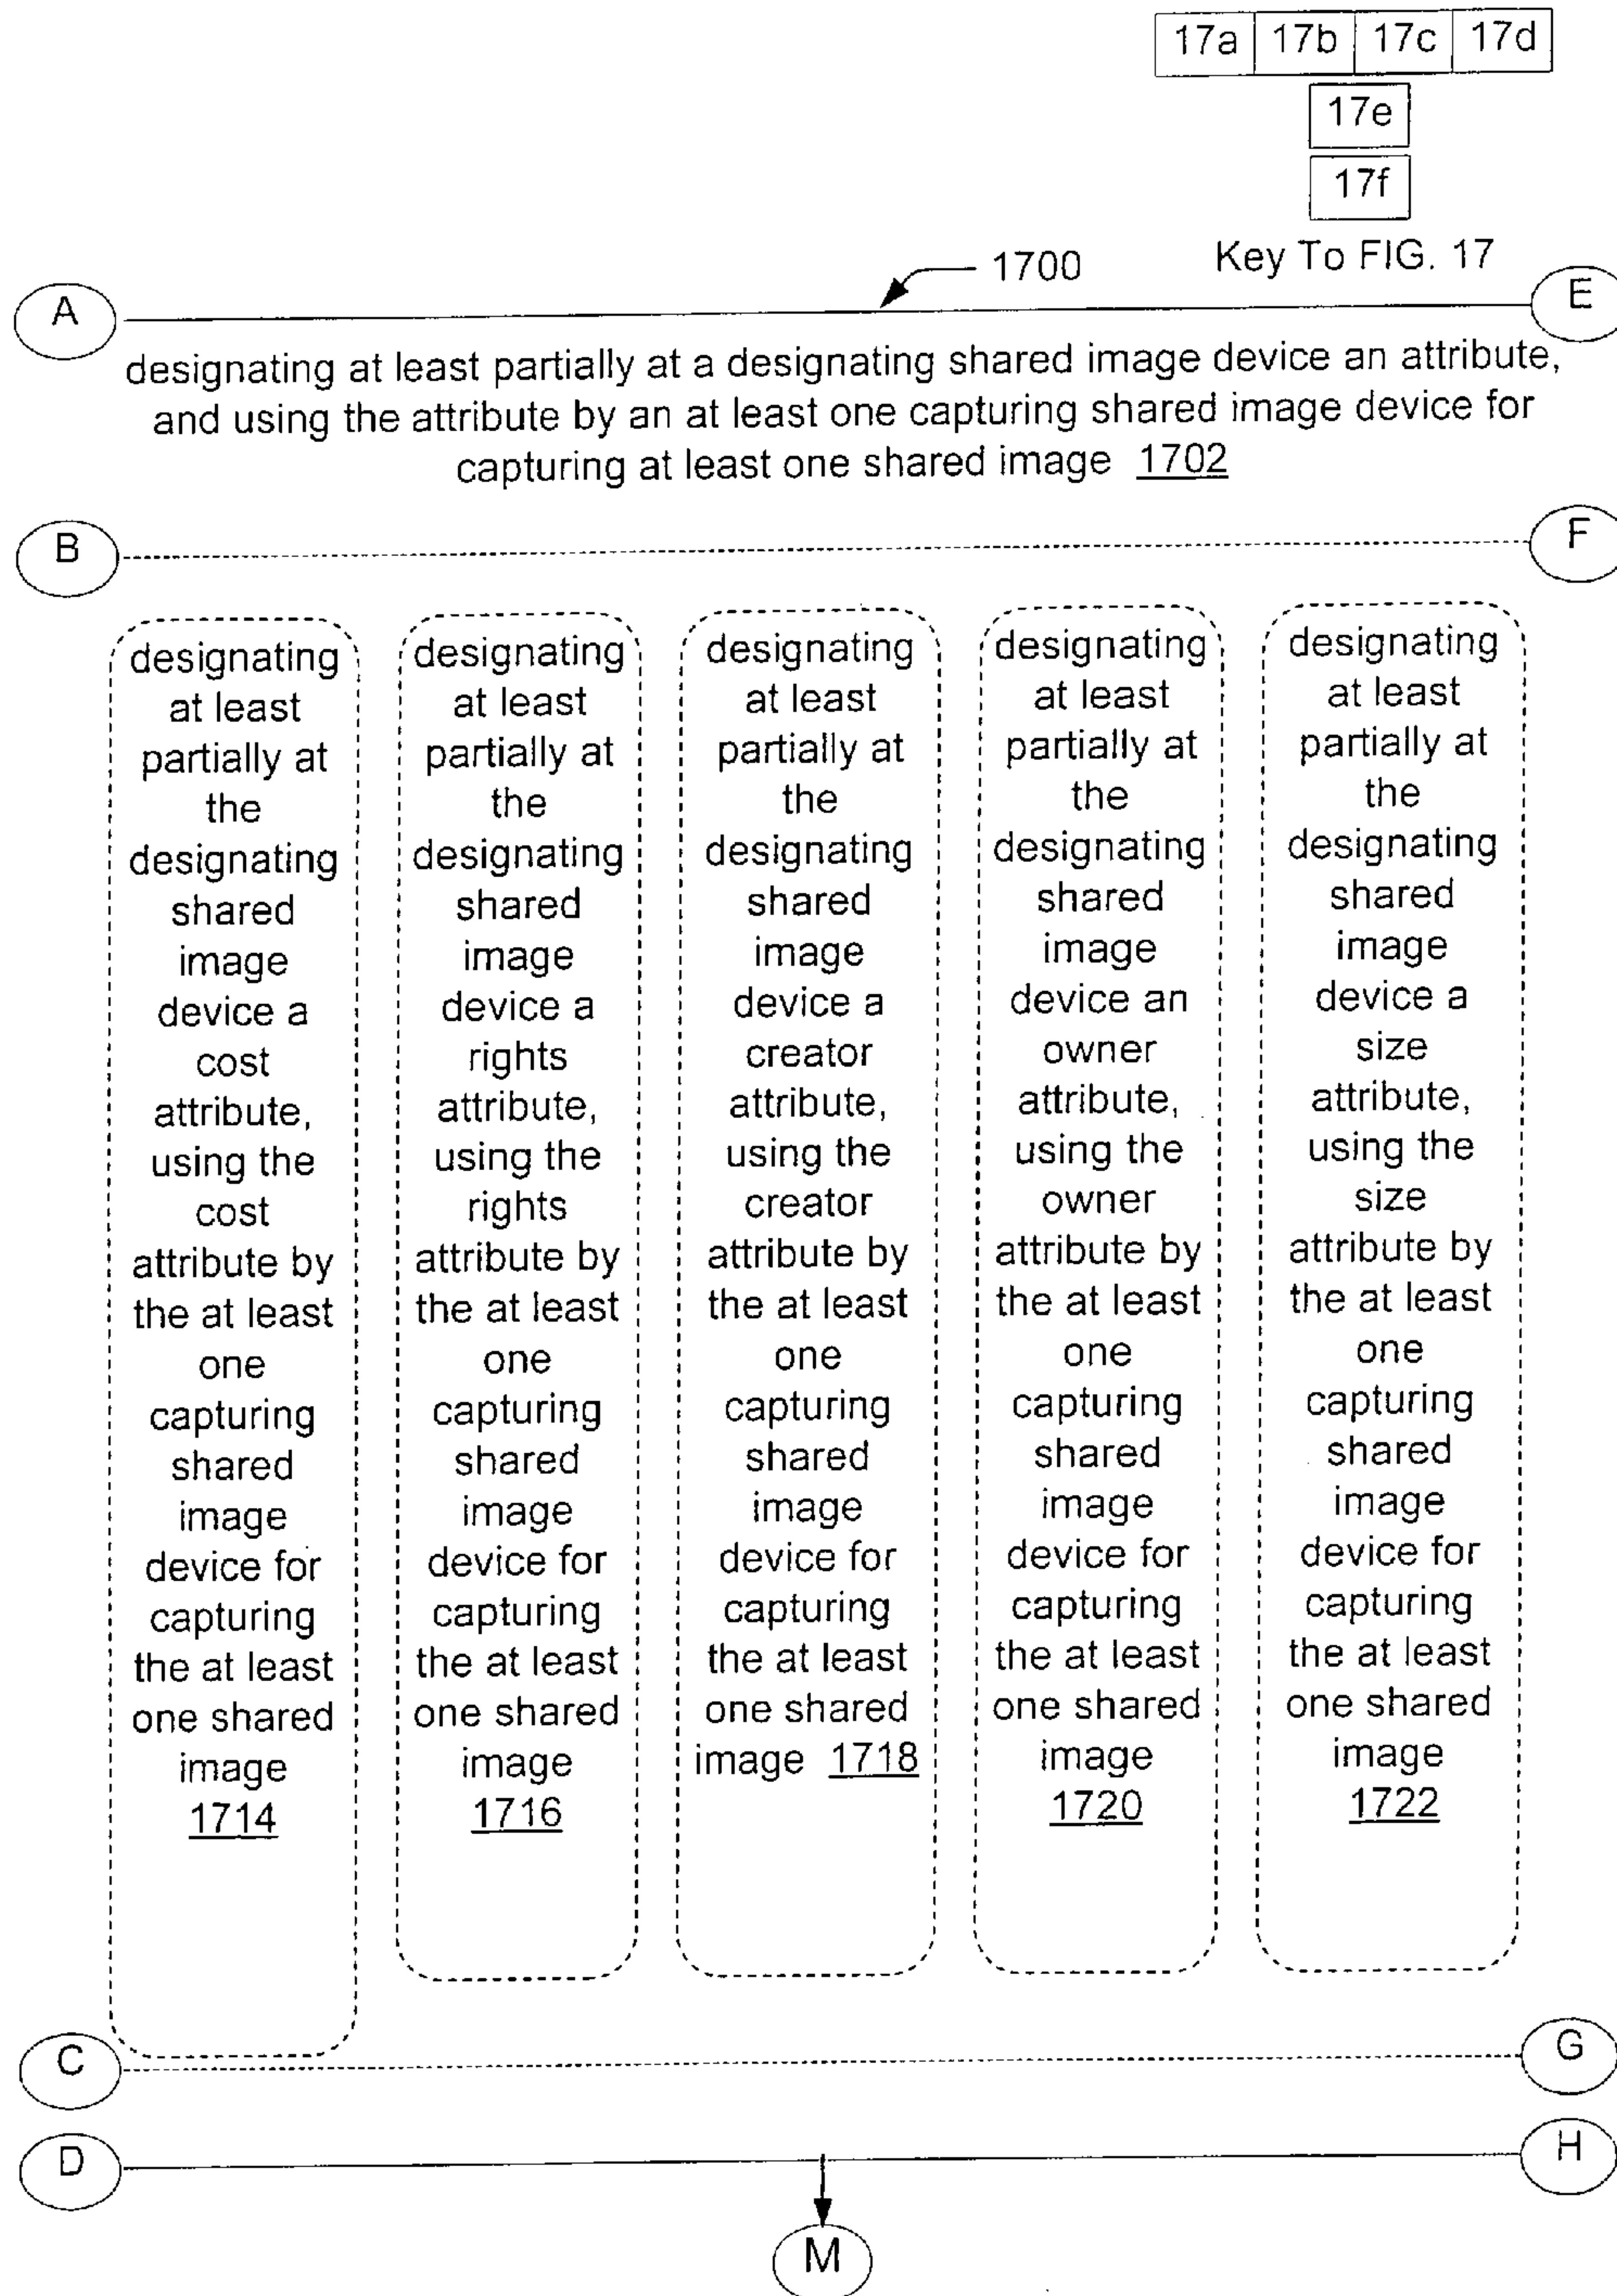 17a 17b 17c 17d
17e
17f
Key To FIG. 17
1700
A
E
designating at least partially at a designating shared image device an attribute,
and using the attribute by an at least one capturing shared image device for
capturing at least one shared image 1702
B
F
designating
at least
partially at
the
designating
shared
image
device a
cost
attribute,
using the
cost
attribute by
the at least
one
capturing
shared
image
device for
capturing
the at least
one shared
image
1714
designating
at least
partially at
the
designating
shared
image
device a
rights
attribute,
using the
rights
attribute by
the at least
one
capturing
shared
image
device for
capturing
the at least
one shared
image
1716
designating
at least
partially at
the
designating
shared
image
device a
creator
attribute,
using the
creator
attribute by
the at least
one
capturing
shared
image
device for
capturing
the at least
one shared
image 1718
designating
at least
partially at
the
designating
shared
image
device an
owner
attribute,
using the
owner
attribute by
the at least
one
capturing
shared
image
device for
capturing
the at least
one shared
image
1720
designating
at least
partially at
the
designating
shared
image
device a
size
attribute,
using the
size
attribute by
the at least
one
capturing
shared
image
device for
capturing
the at least
one shared
image
1722
C
G
D
H
M